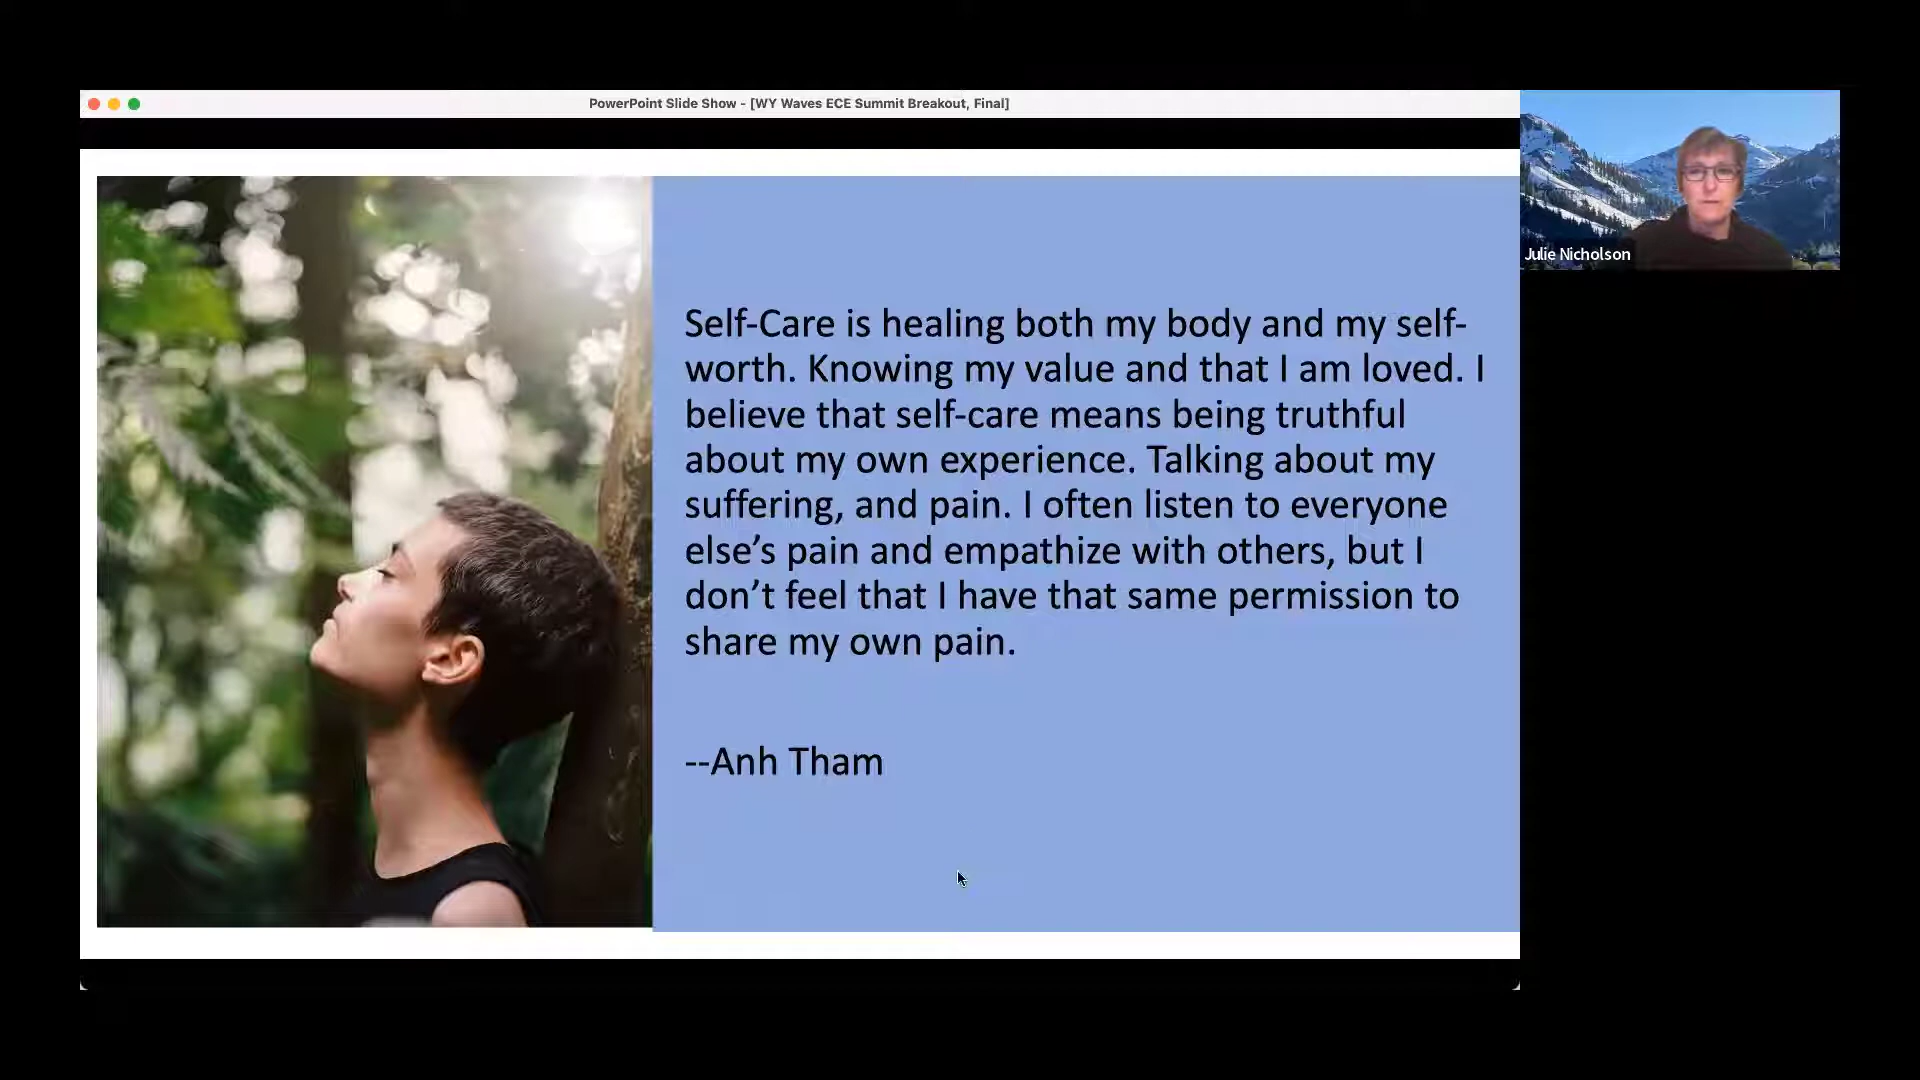 PowerPoint Slide Show - [WY Waves ECE Summit Breakout, Final]
Julie Nicholson
Self-Care is healing both my body and my self-
worth. Knowing my value and that I am loved. I
believe that self-care means being truthful
about my own experience. Talking about my
suffering, and pain. I often listen to everyone
else’s pain and empathize with others, but I
don’t feel that I have that same permission to
share my own pain.
--Anh Tham